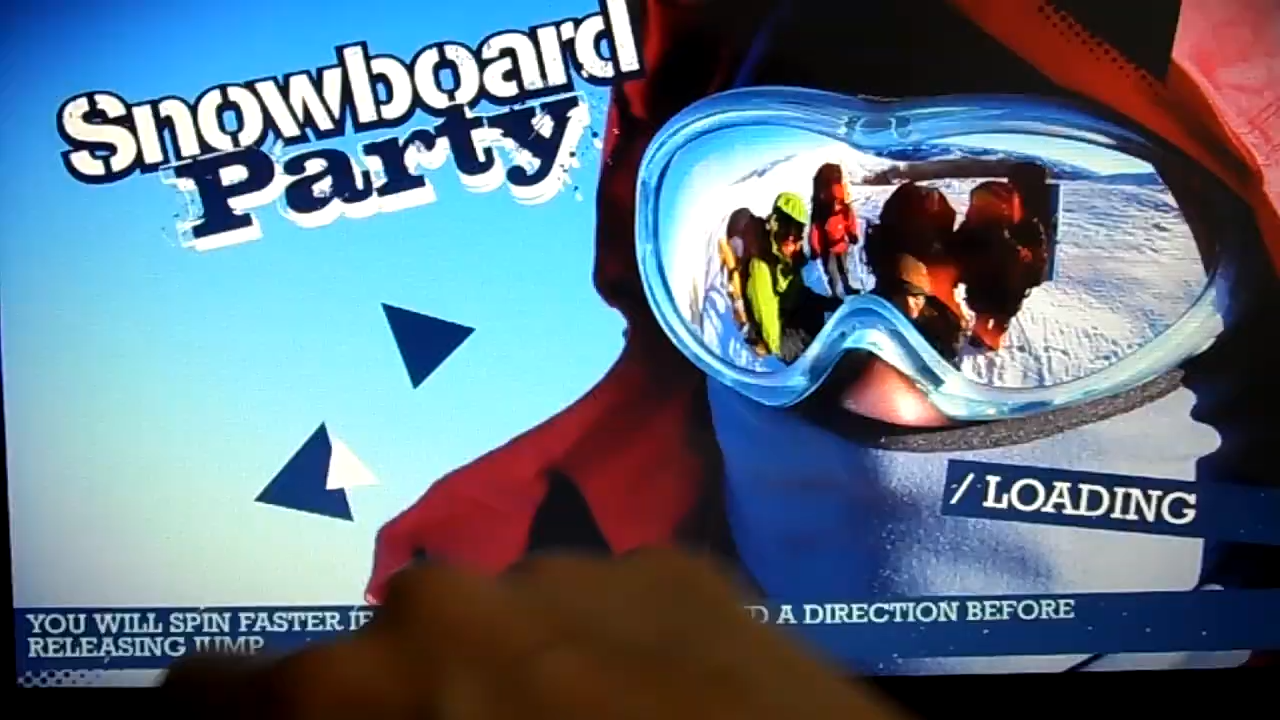 Snowboard
Party
/ LOADING
YOU WILL SPIN FASTER IF A DIRECTION BEFORE
RELEASING JUMP